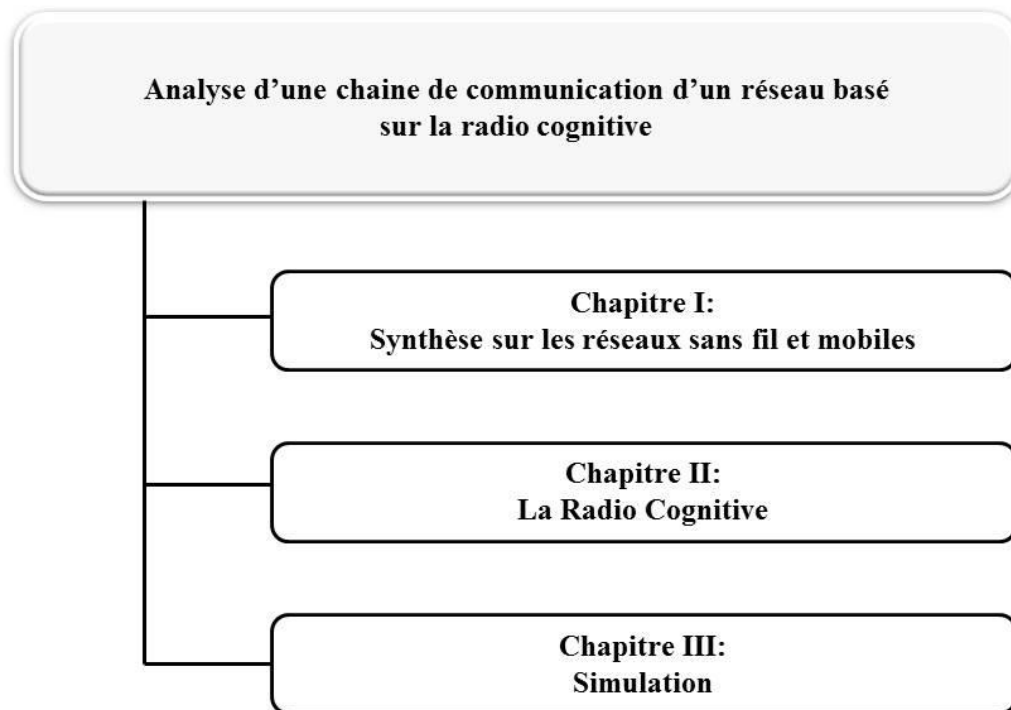 Analyse d’une chaine de communication d’un réseau basé
sur la radio cognitive
Chapitre I:
Synthèse sur les réseaux sans fil et mobiles
Chapitre II:
La Radio Cognitive
Chapitre III:
Simulation